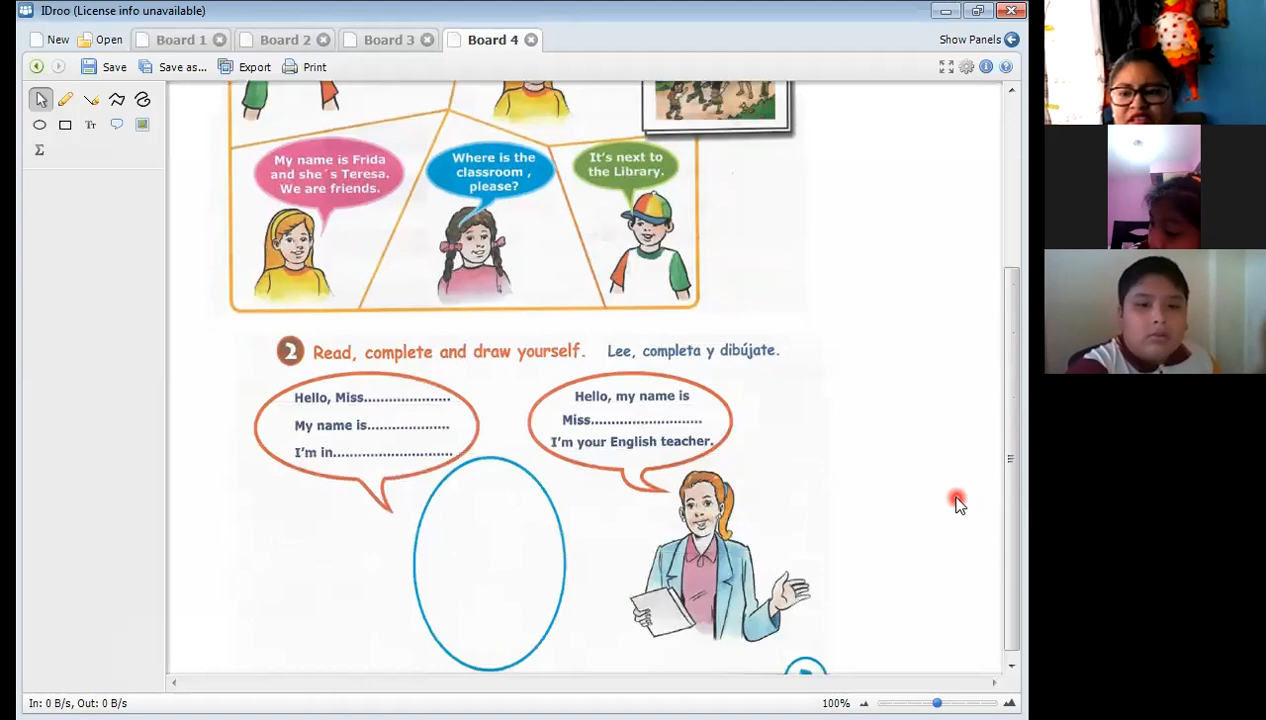 IDroo (License info unavailable)
New Open Board 1 Board 2 Board 3 Board 4 Show Panels
Save Save as... Export Print
Tт
Σ
My name is Frida
and she´s Teresa.
We are friends.
Where is the
classroom ,
please?
It's next to
the Library.
2 Read, complete and draw yourself. Lee, completa y dibújate.
Hello, Miss.....................
My name is....................
I'm in.............................
Hello, my name is
Miss...........................
I'm your English teacher.
In: 0 B/s, Out: 0 B/s
100%